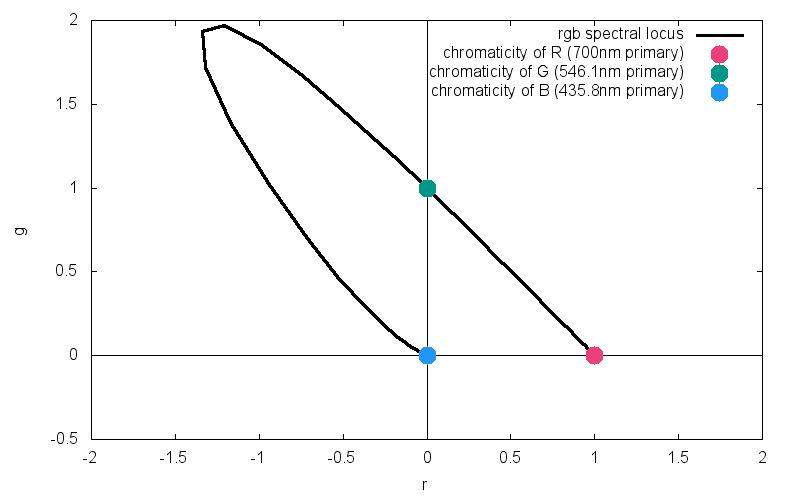 2
rgb spectral locus
chromaticity of R (700nm primary)
chromaticity of G (546.1nm primary)
chromaticity of B (435.8nm primary)
1.5
1
g
0.5
0
-0.5
-2 -1.5 -1 -0.5 0 0.5 1 1.5 2
r